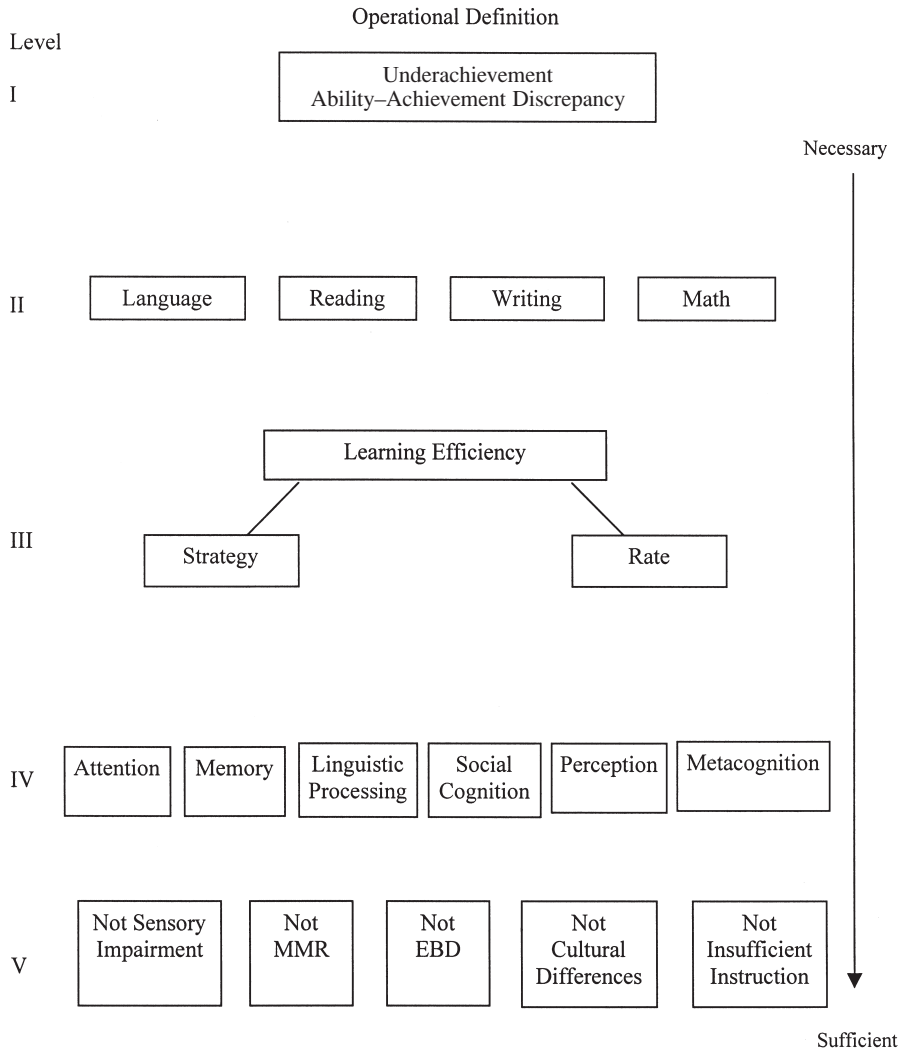 Operational Definition
Level
I
Underachievement
Ability–Achievement Discrepancy
Necessary
II
Language
Reading
Writing
Math
Learning Efficiency
III
Strategy
Rate
IV
Attention
Memory
Linguistic
Processing
Social
Cognition
Perception
Metacognition
V
Not Sensory
Impairment
Not
MMR
Not
EBD
Not
Cultural
Differences
Not
Insufficient
Instruction
Sufficient